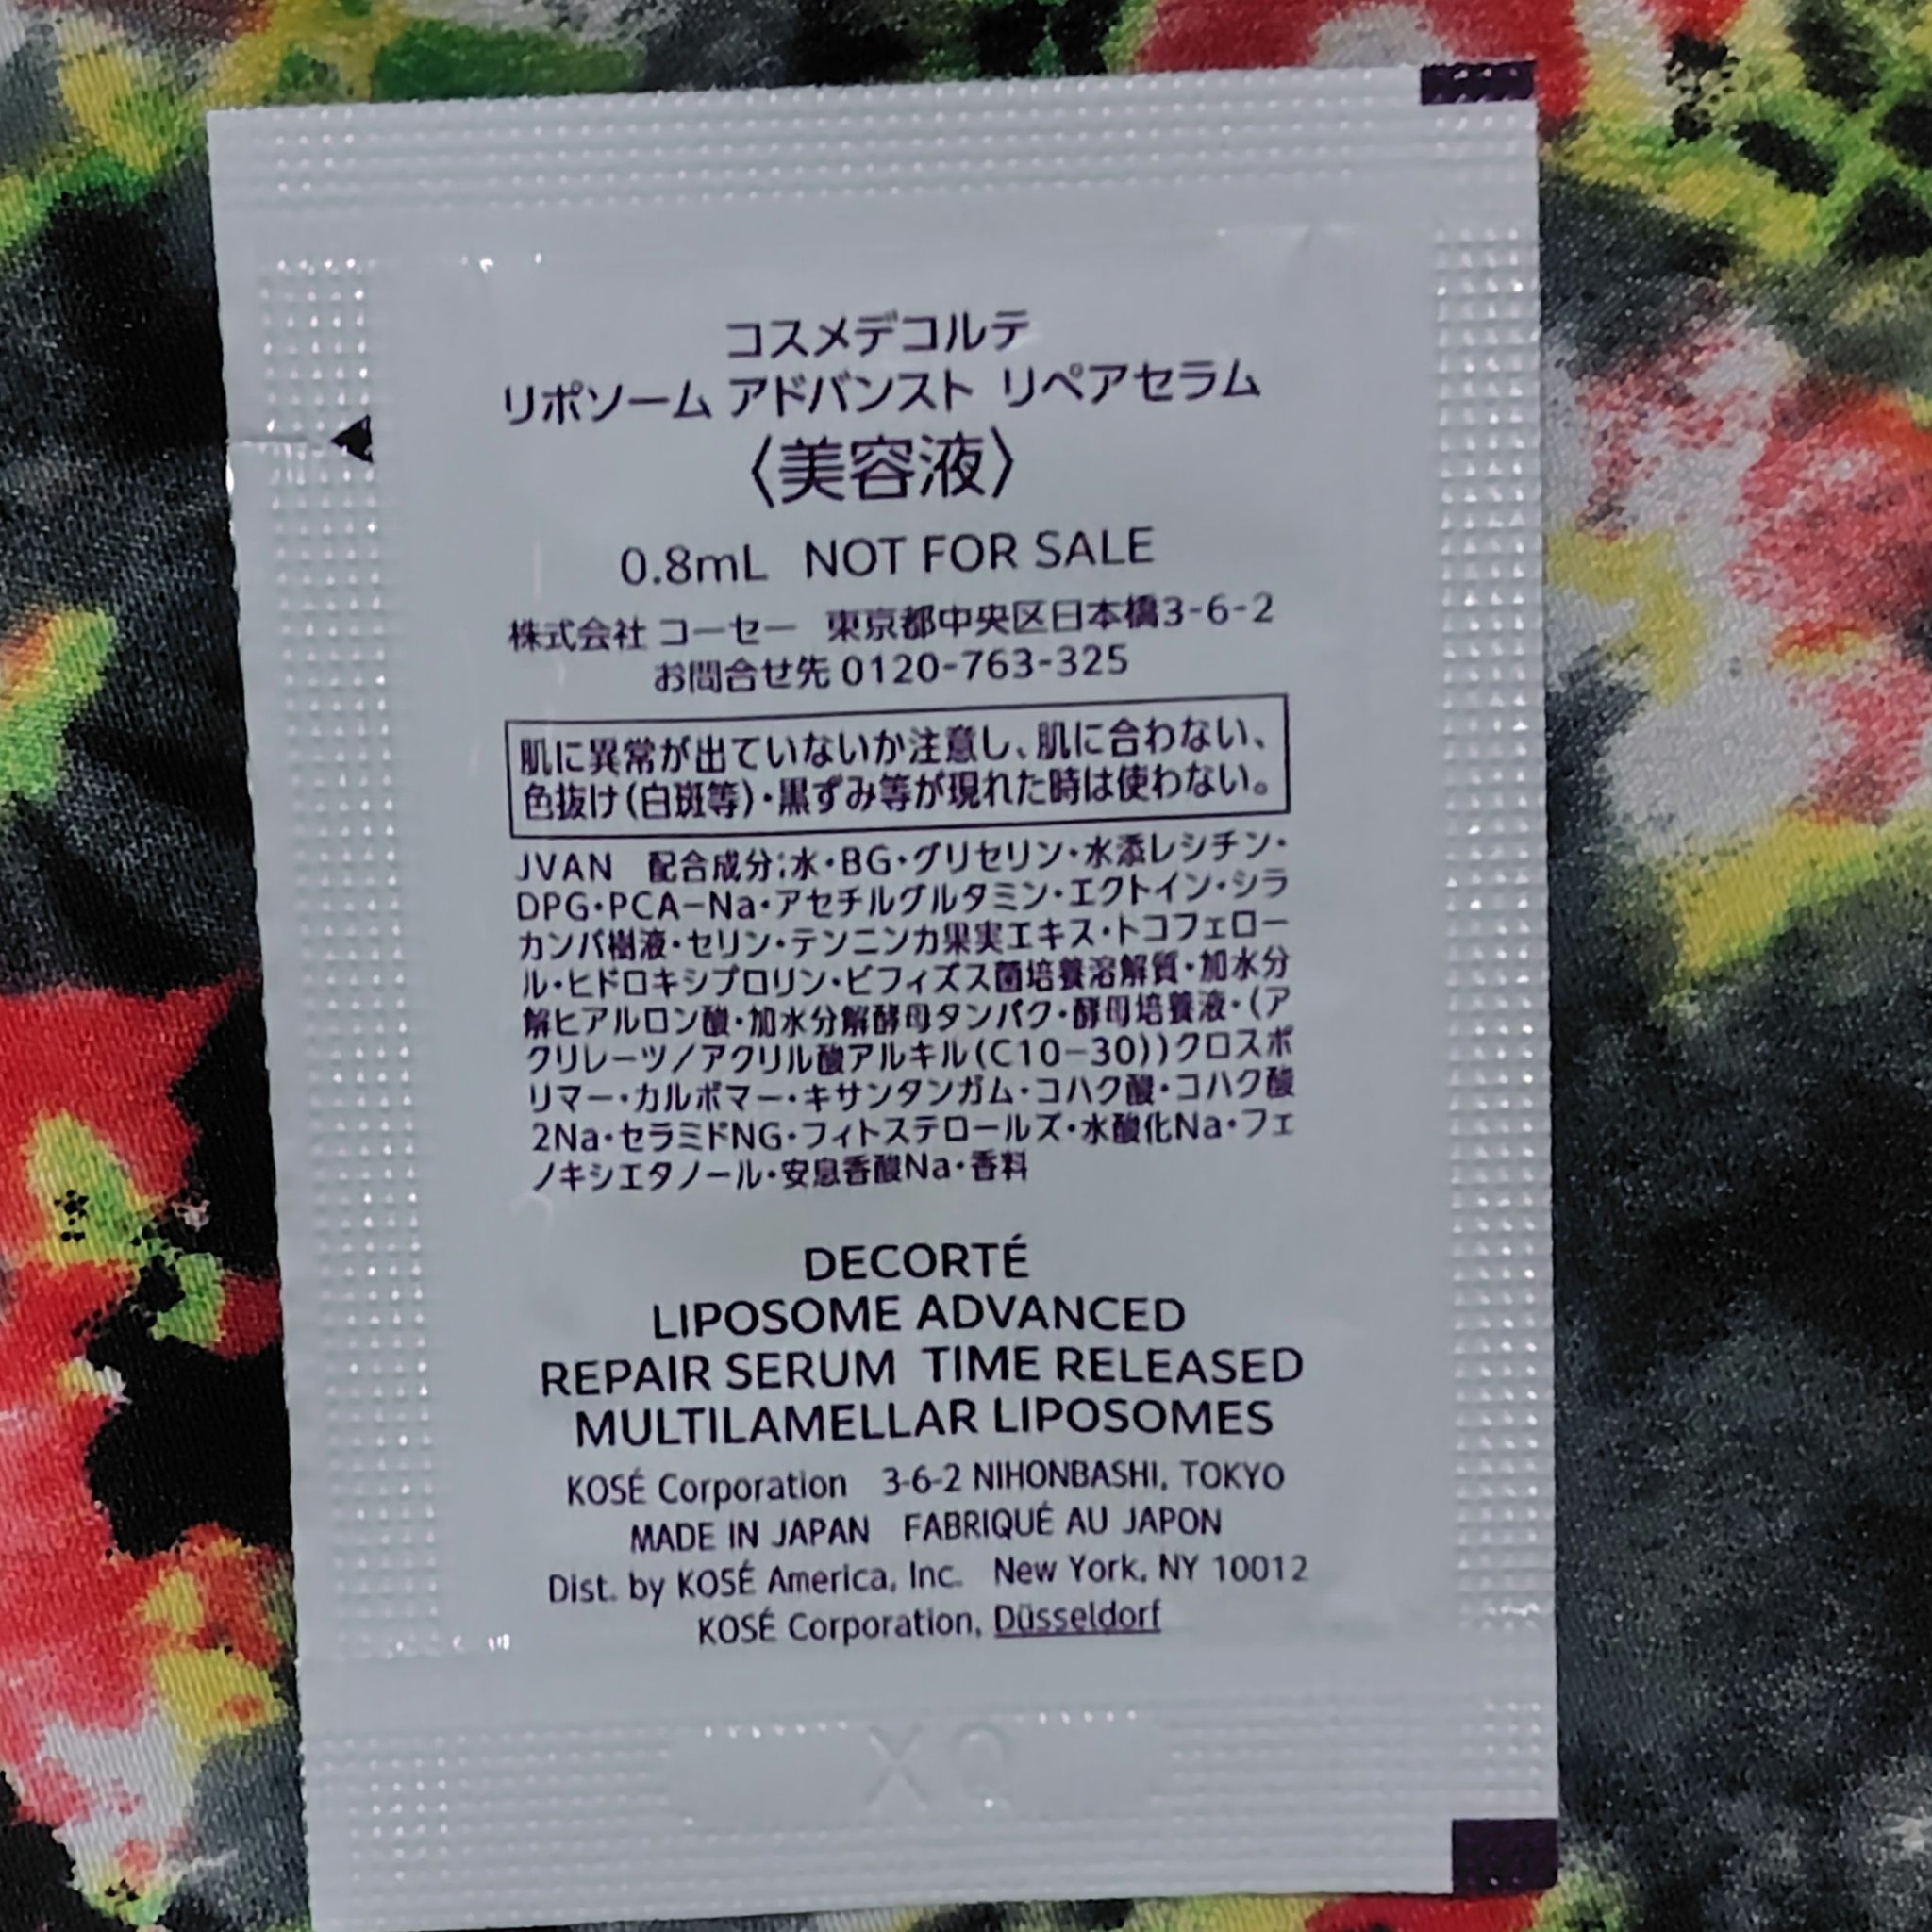 コスメデコルテ
リポソーム アドバンスト リペアセラム
〈美容液〉
0.8mL NOT FOR SALE
株式会社 コーセー 東京都中央区日本橋3-6-2
お問合せ先 0120-763-325
肌に異常が出ていないか注意し、肌に合わない、
色抜け(白斑等)・黒ずみ等が現れた時は使わない。
JVAN 配合成分:水・BG・グリセリン・水添レシチン・
DPG・PCA-Na・アセチルグルタミン・エクトイン・シラ
カンバ樹液・セリン・テンニンカ果実エキス・トコフェロー
ル・ヒドロキシプロリン・ビフィズス菌培養溶解質・加水分
解ヒアルロン酸・加水分解酵母タンパク・酵母培養液・(ア
クリレーツ/アクリル酸アルキル(C10-30))クロスポ
リマー・カルボマー・キサンタンガム・コハク酸・コハク酸
2Na・セラミドNG・フィトステロールズ・水酸化Na・フェ
ノキシエタノール・安息香酸Na・香料
DECORTÉ
LIPOSOME ADVANCED
REPAIR SERUM TIME RELEASED
MULTILAMELLAR LIPOSOMES
KOSÉ Corporation 3-6-2 NIHONBASHI, TOKYO
MADE IN JAPAN FABRIQUÉ AU JAPON
Dist. by KOSÉ America, Inc. New York, NY 10012
KOSÉ Corporation, Düsseldorf